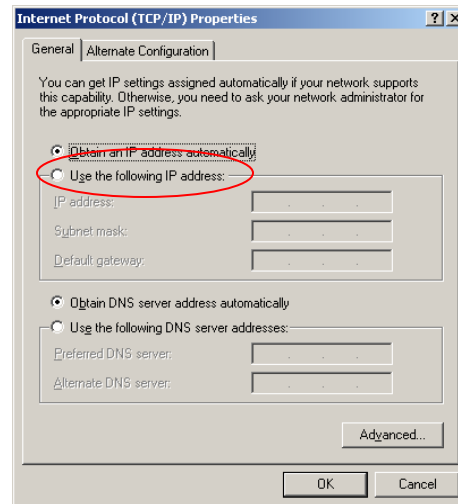 Internet Protocol (TCP/IP) Properties
General Alternate Configuration
You can get IP settings assigned automatically if your network supports
this capability. Otherwise, you need to ask your network administrator for
the appropriate IP settings.
Obtain an IP address automatically
Use the following IP address:
IP address:
Subnet mask:
Default gateway:
Obtain DNS server address automatically
Use the following DNS server addresses:
Preferred DNS server:
Alternate DNS server:
Advanced...
OK Cancel